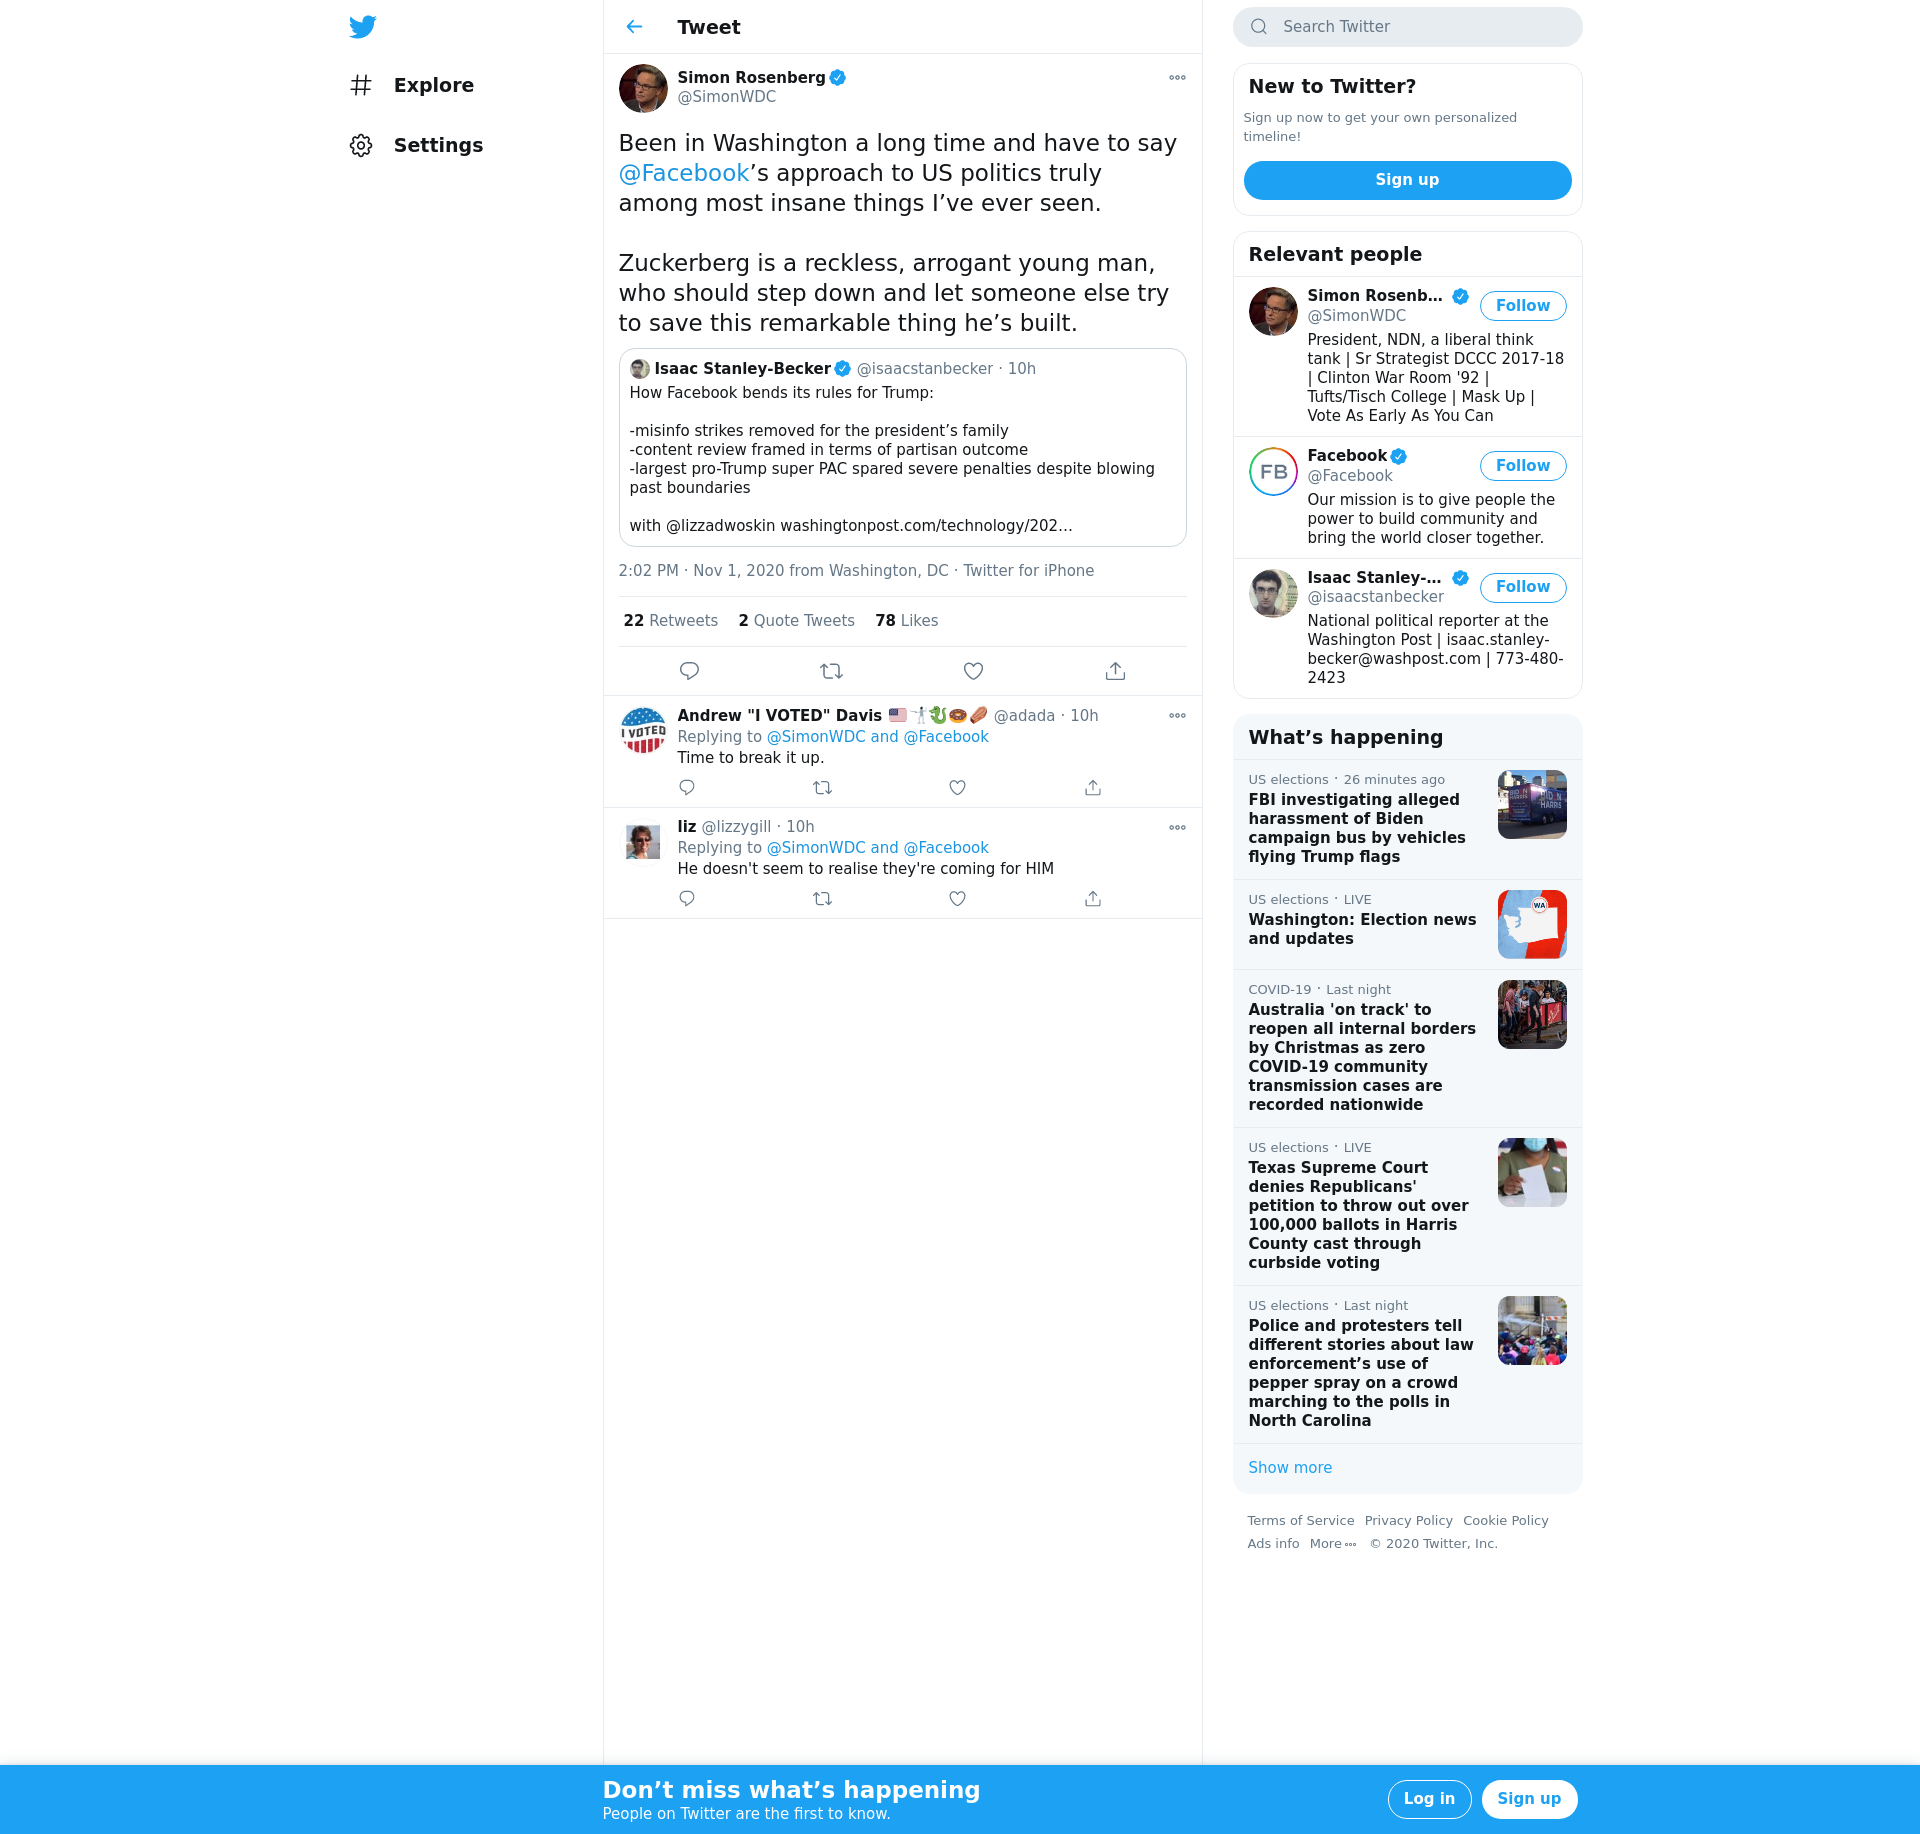 Explore
Settings
Tweet
Simon Rosenberg
@SimonWDC
Been in Washington a long time and have to say
@Facebook’s approach to US politics truly
among most insane things I’ve ever seen.
Zuckerberg is a reckless, arrogant young man,
who should step down and let someone else try
to save this remarkable thing he’s built.
Isaac Stanley-Becker @isaacstanbecker · 10h
How Facebook bends its rules for Trump:
-misinfo strikes removed for the president’s family
-content review framed in terms of partisan outcome
-largest pro-Trump super PAC spared severe penalties despite blowing
past boundaries
with @lizzadwoskin washingtonpost.com/technology/202…
2:02 PM · Nov 1, 2020 from Washington, DC · Twitter for iPhone
22 Retweets 2 Quote Tweets 78 Likes
I VOTED
Andrew "I VOTED" Davis @adada · 10h
Replying to @SimonWDC and @Facebook
Time to break it up.
liz @lizzygill · 10h
Replying to @SimonWDC and @Facebook
He doesn't seem to realise they're coming for HIM
Search Twitter
New to Twitter?
Sign up now to get your own personalized
timeline!
Sign up
Relevant people
Simon Rosenb…
Follow
@SimonWDC
President, NDN, a liberal think
tank | Sr Strategist DCCC 2017-18
| Clinton War Room '92 |
Tufts/Tisch College | Mask Up |
Vote As Early As You Can
FB
Facebook
Follow
@Facebook
Our mission is to give people the
power to build community and
bring the world closer together.
Isaac Stanley-…
Follow
@isaacstanbecker
National political reporter at the
Washington Post | isaac.stanley-
becker@washpost.com | 773-480-
2423
What’s happening
US elections · 26 minutes ago
FBI investigating alleged
harassment of Biden
campaign bus by vehicles
flying Trump flags
US elections · LIVE
Washington: Election news
and updates
WA
COVID-19 · Last night
Australia 'on track' to
reopen all internal borders
by Christmas as zero
COVID-19 community
transmission cases are
recorded nationwide
US elections · LIVE
Texas Supreme Court
denies Republicans'
petition to throw out over
100,000 ballots in Harris
County cast through
curbside voting
US elections · Last night
Police and protesters tell
different stories about law
enforcement’s use of
pepper spray on a crowd
marching to the polls in
North Carolina
Show more
Terms of Service Privacy Policy Cookie Policy
Ads info More © 2020 Twitter, Inc.
Don’t miss what’s happening
People on Twitter are the first to know.
Log in
Sign up